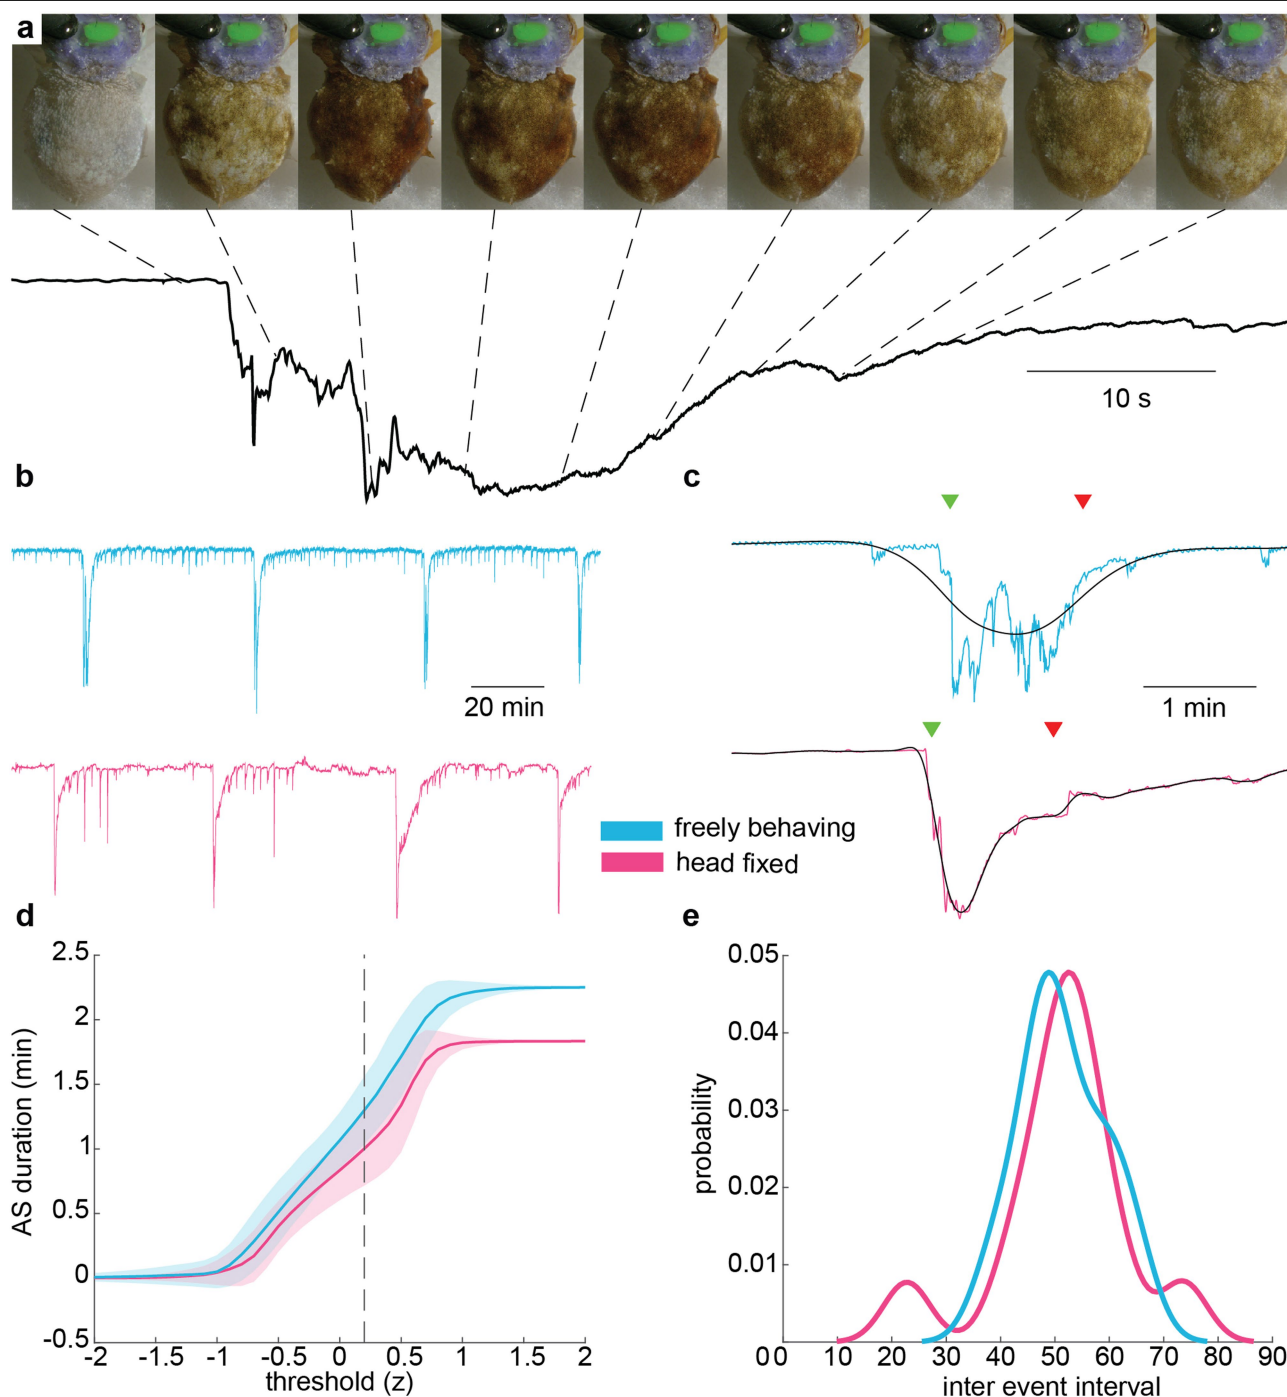 a
10 s
b
c
20 min
1 min
freely behaving
head fixed
d
e
2.5
2
1.5
1
0.5
0
-0.5
AS duration (min)
-2 -1.5 -1 -0.5 0 0.5 1 1.5 2
threshold (z)
0.05
0.04
0.03
0.02
0.01
0
probability
0 10 20 30 40 50 60 70 80 90
inter event interval